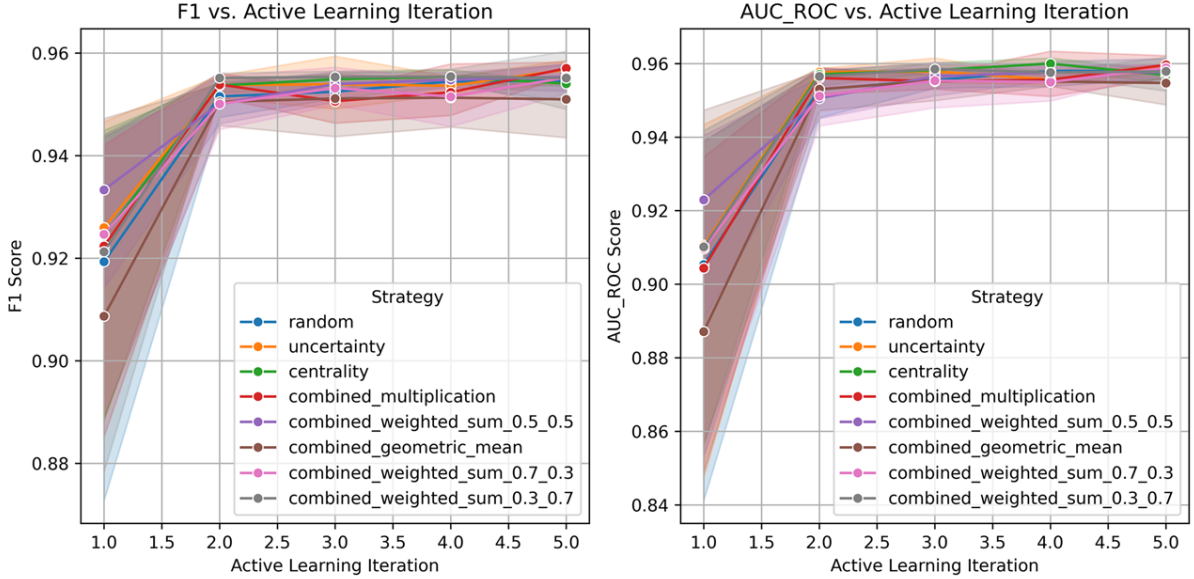 F1 vs. Active Learning Iteration
0.96
0.94
0.92
0.90
0.88
F1 Score
Strategy
random
uncertainty
centrality
combined_multiplication
combined_weighted_sum_0.5_0.5
combined_geometric_mean
combined_weighted_sum_0.7_0.3
combined_weighted_sum_0.3_0.7
1.0 1.5 2.0 2.5 3.0 3.5 4.0 4.5 5.0
Active Learning Iteration
AUC_ROC vs. Active Learning Iteration
0.96
0.94
0.92
0.90
0.88
0.86
0.84
AUC_ROC Score
Strategy
random
uncertainty
centrality
combined_multiplication
combined_weighted_sum_0.5_0.5
combined_geometric_mean
combined_weighted_sum_0.7_0.3
combined_weighted_sum_0.3_0.7
1.0 1.5 2.0 2.5 3.0 3.5 4.0 4.5 5.0
Active Learning Iteration